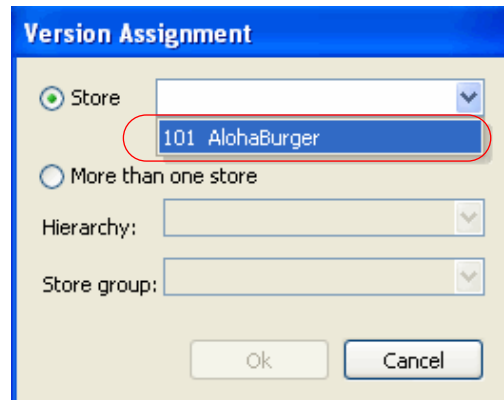 Version Assignment
Store
101 AlohaBurger
More than one store
Hierarchy:
Store group:
Ok Cancel